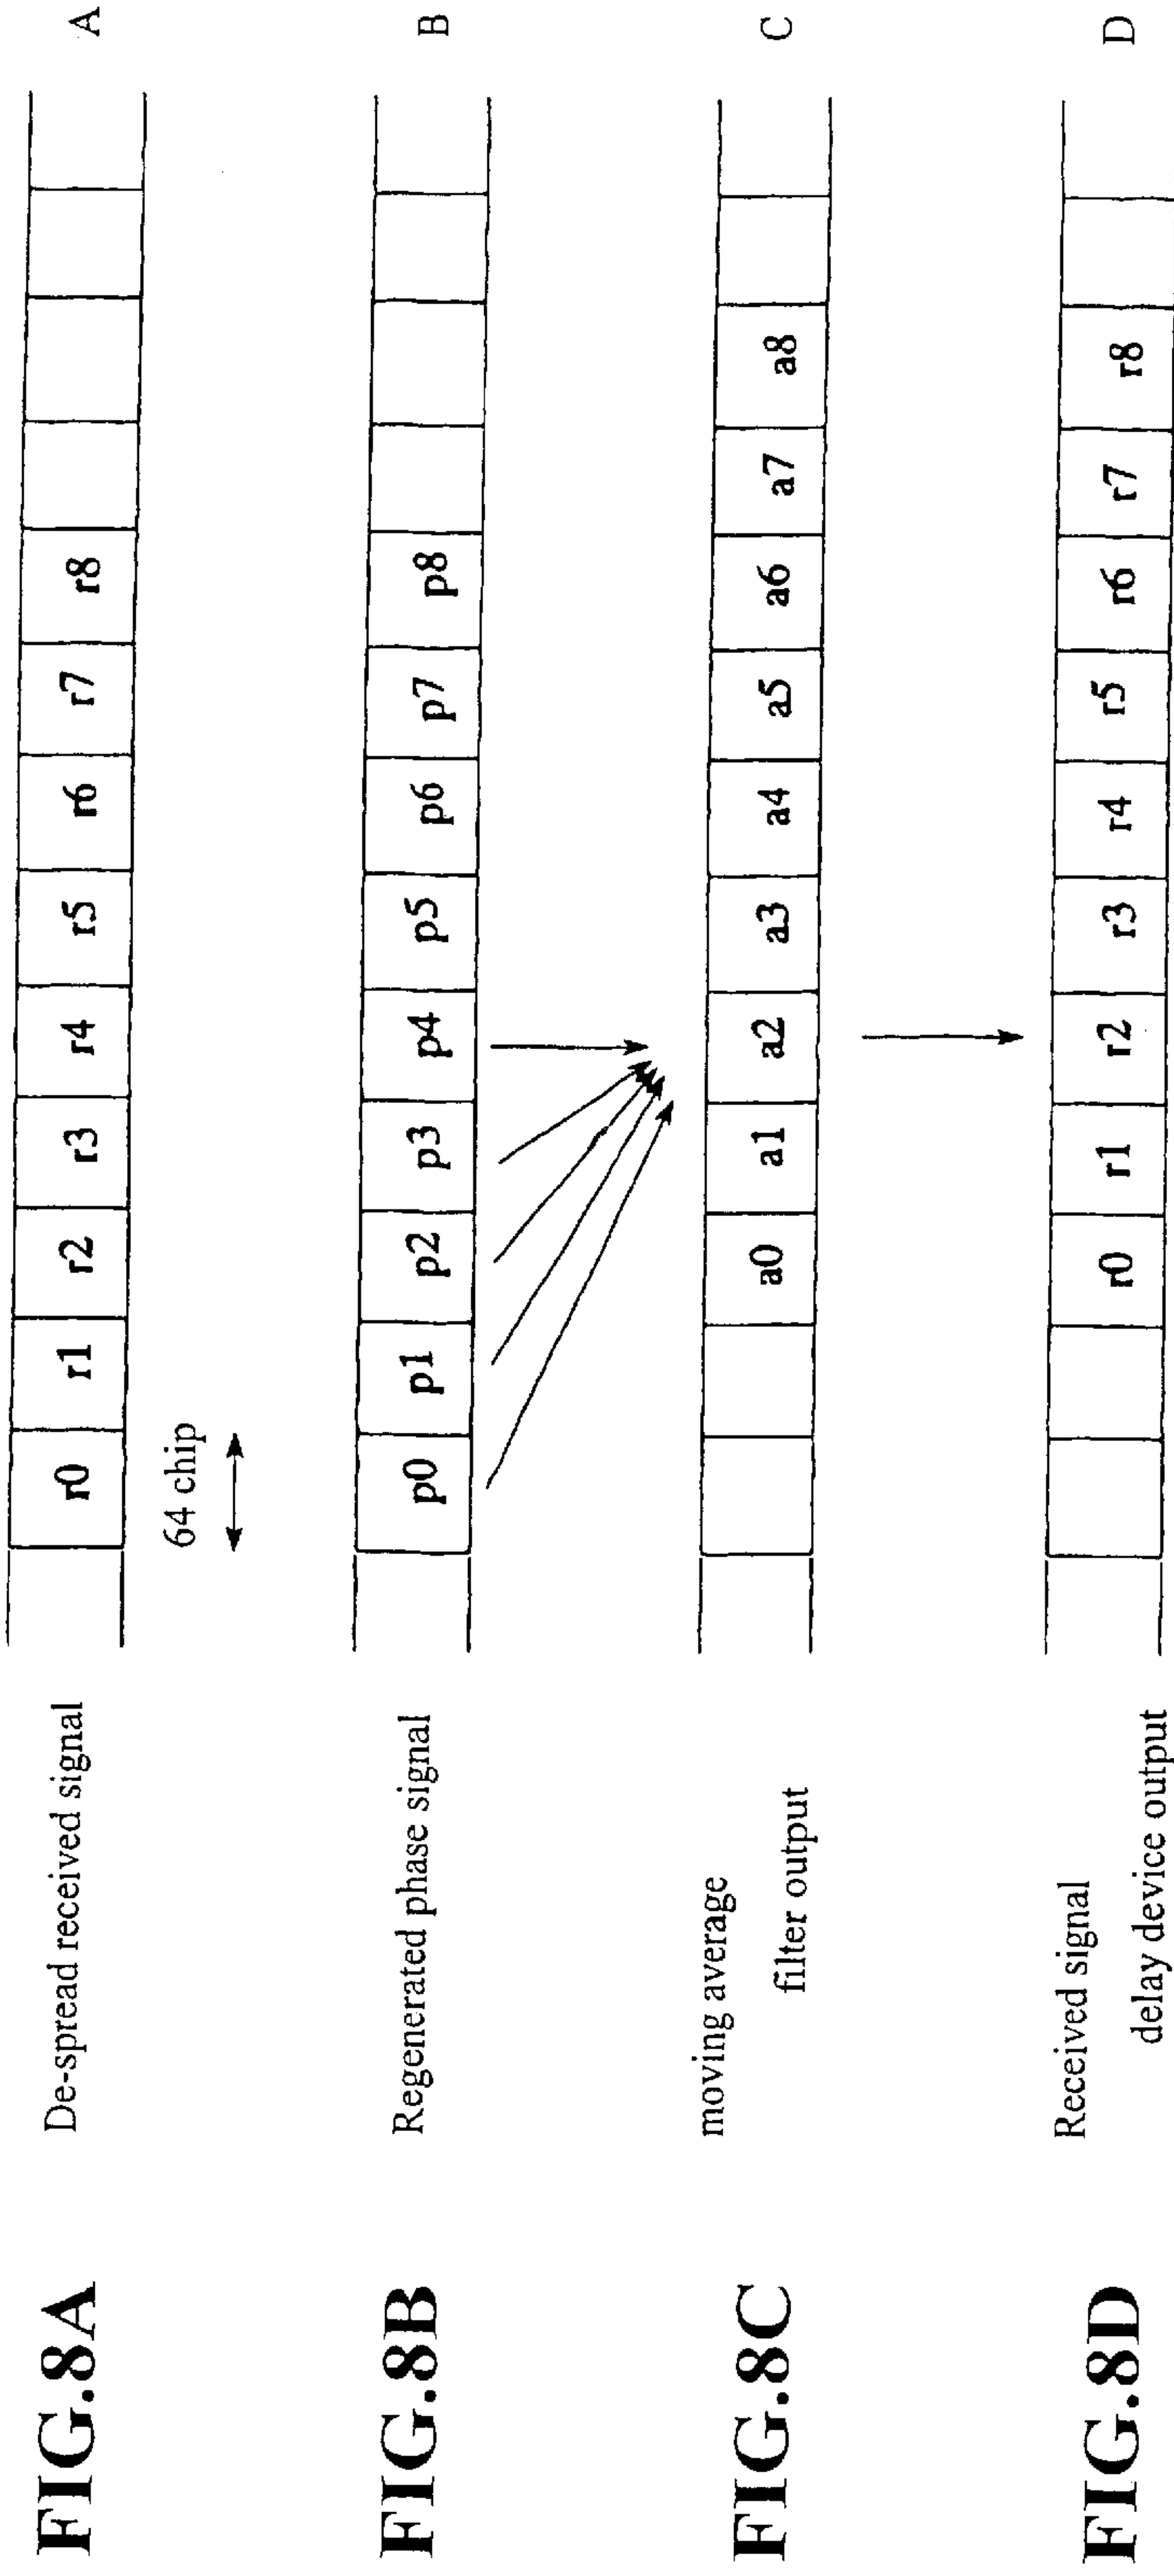 FIG.8A
De-spread received signal
r0 r1 r2 r3 r4 r5 r6 r7 r8
A
64 chip
FIG.8B
Regenerated phase signal
p0 p1 p2 p3 p4 p5 p6 p7 p8
B
FIG.8C
moving average
filter output
a0 a1 a2 a3 a4 a5 a6 a7 a8
C
FIG.8D
Received signal
delay device output
r0 r1 r2 r3 r4 r5 r6 r7 r8
D